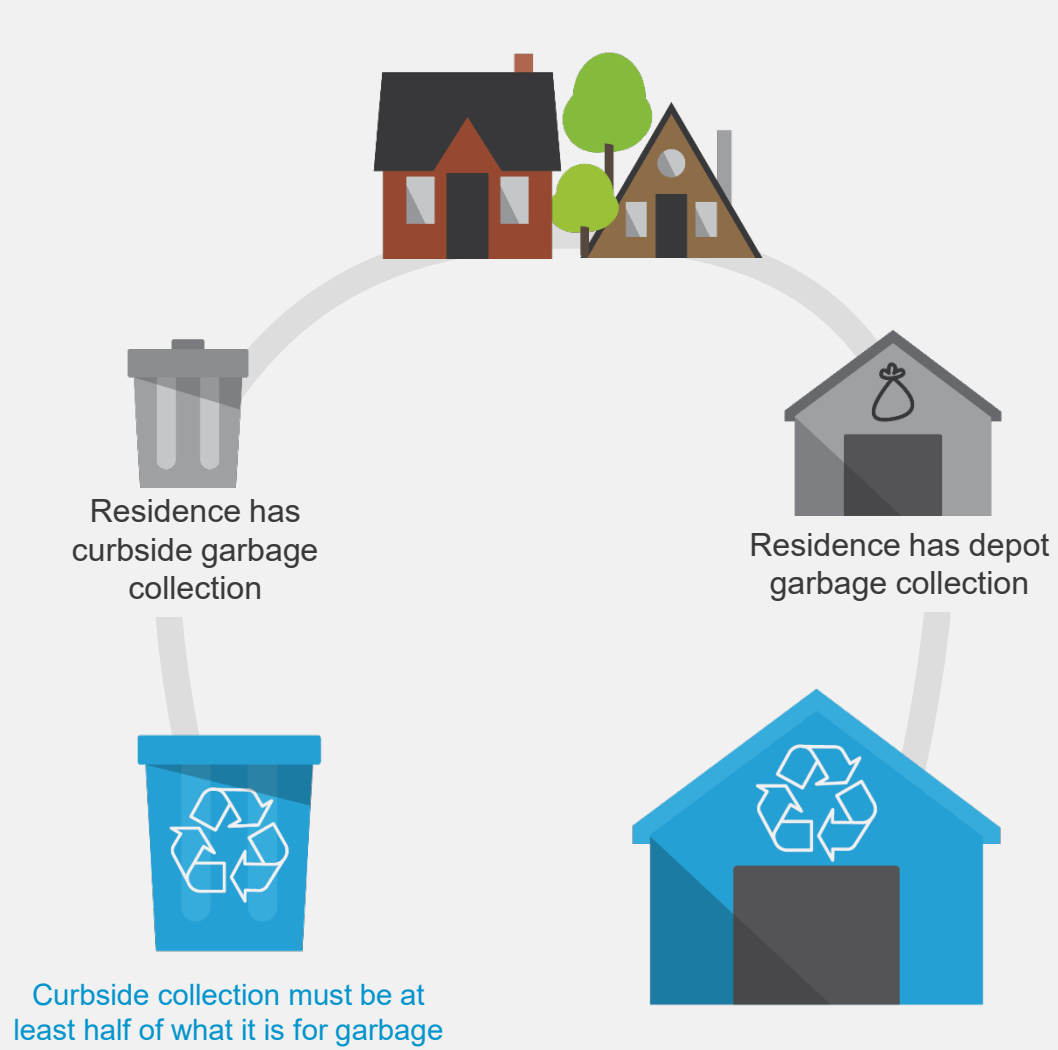 Residence has
curbside garbage
collection
Residence has depot
garbage collection
Curbside collection must be at
least half of what it is for garbage